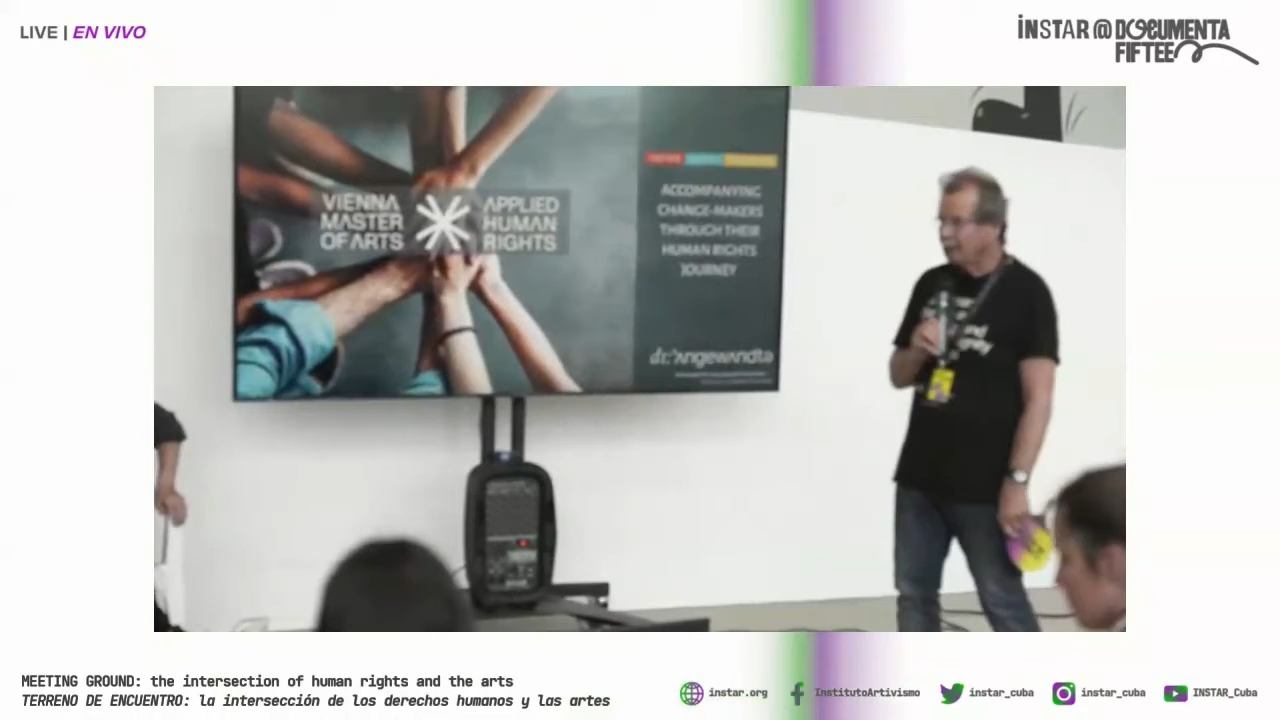 LIVE | EN VIVO
iNSTAR @ DOCUMENTA
FIFTEEN
VIENNA
MASTER
OF ARTS
APPLIED
HUMAN
RIGHTS
ACCOMPANYING
CHANGE-MAKERS
THROUGH THEIR
HUMAN RIGHTS
JOURNEY
di:'Angewandte
MEETING GROUND: the intersection of human rights and the arts
TERRENO DE ENCUENTRO: la intersección de los derechos humanos y las artes
instar.org
InstitutoArtivismo
instar_cuba
instar_cuba
INSTAR_Cuba